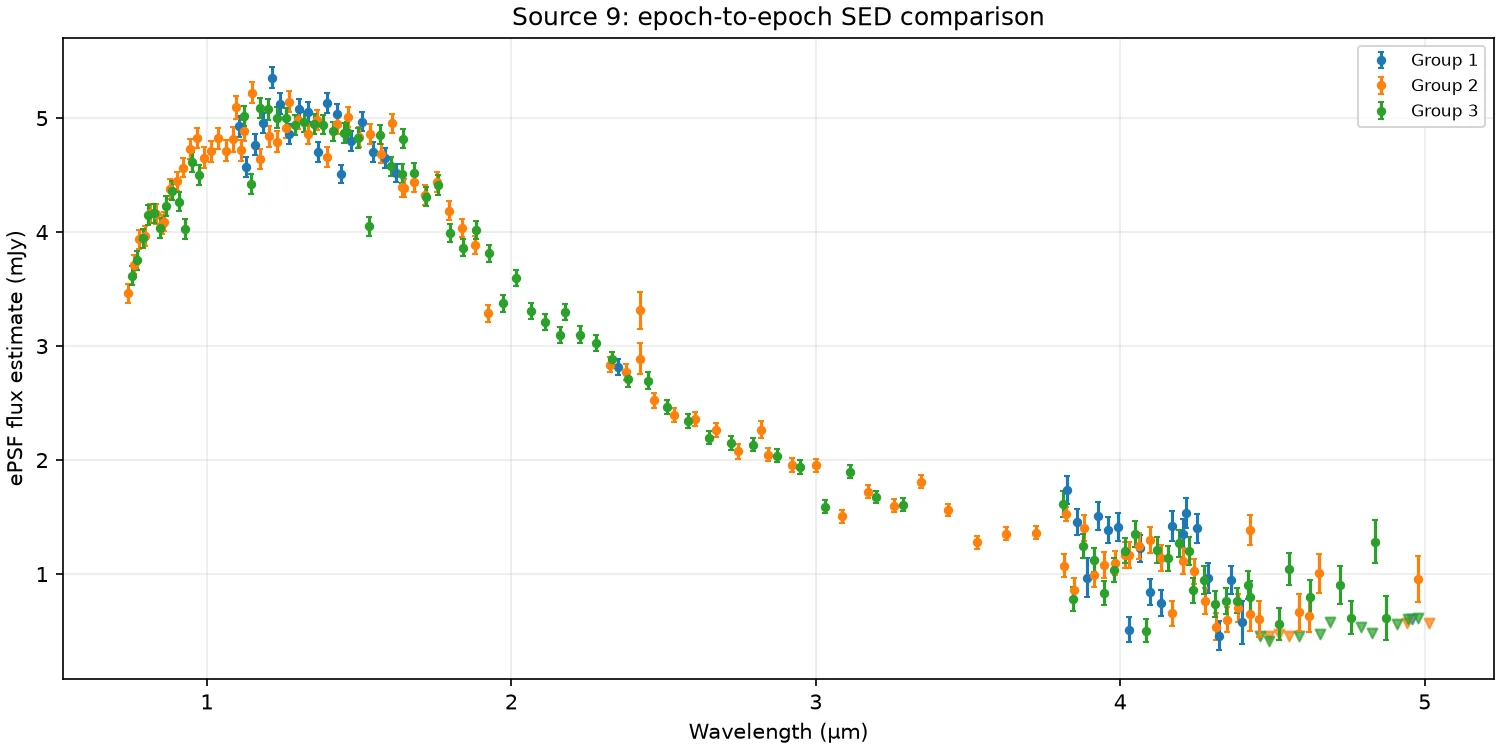 Source 9: epoch-to-epoch SED comparison
Group 1
Group 2
Group 3
ePSF flux estimate (mJy)
5
4
3
2
1
1 2 3 4 5
Wavelength (μm)